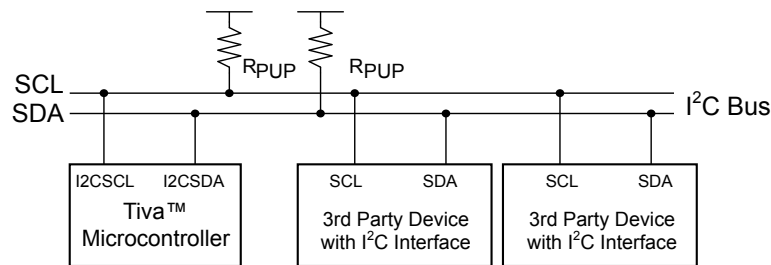 RPUP RPUP
SCL
SDA
I²C Bus
I2CSCL I2CSDA SCL SDA SCL SDA
Tiva™
Microcontroller
3rd Party Device
with I²C Interface
3rd Party Device
with I²C Interface